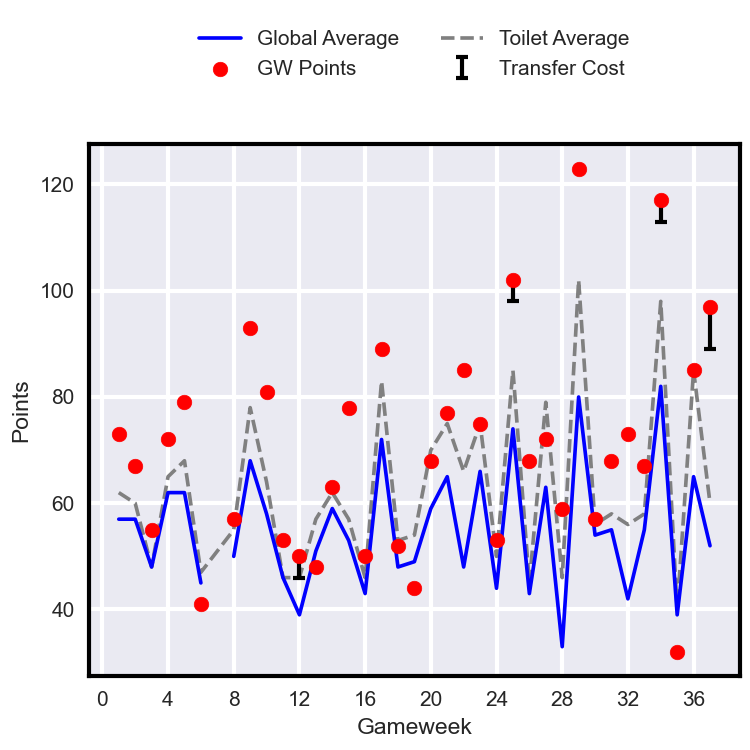 Global Average
Toilet Average
GW Points
Transfer Cost
120
100
80
60
40
Points
0 4 8 12 16 20 24 28 32 36
Gameweek